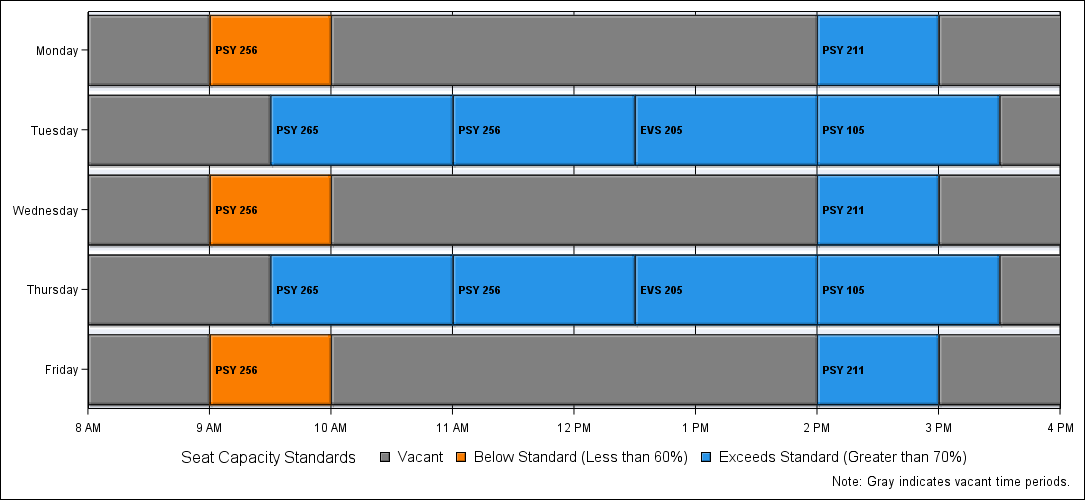 Monday PSY 256 PSY 211
Tuesday PSY 265 PSY 256 EVS 205 PSY 105
Wednesday PSY 256 PSY 211
Thursday PSY 265 PSY 256 EVS 205 PSY 105
Friday PSY 256 PSY 211
8 AM 9 AM 10 AM 11 AM 12 PM 1 PM 2 PM 3 PM 4 PM
Seat Capacity Standards Vacant Below Standard (Less than 60%) Exceeds Standard (Greater than 70%)
Note: Gray indicates vacant time periods.